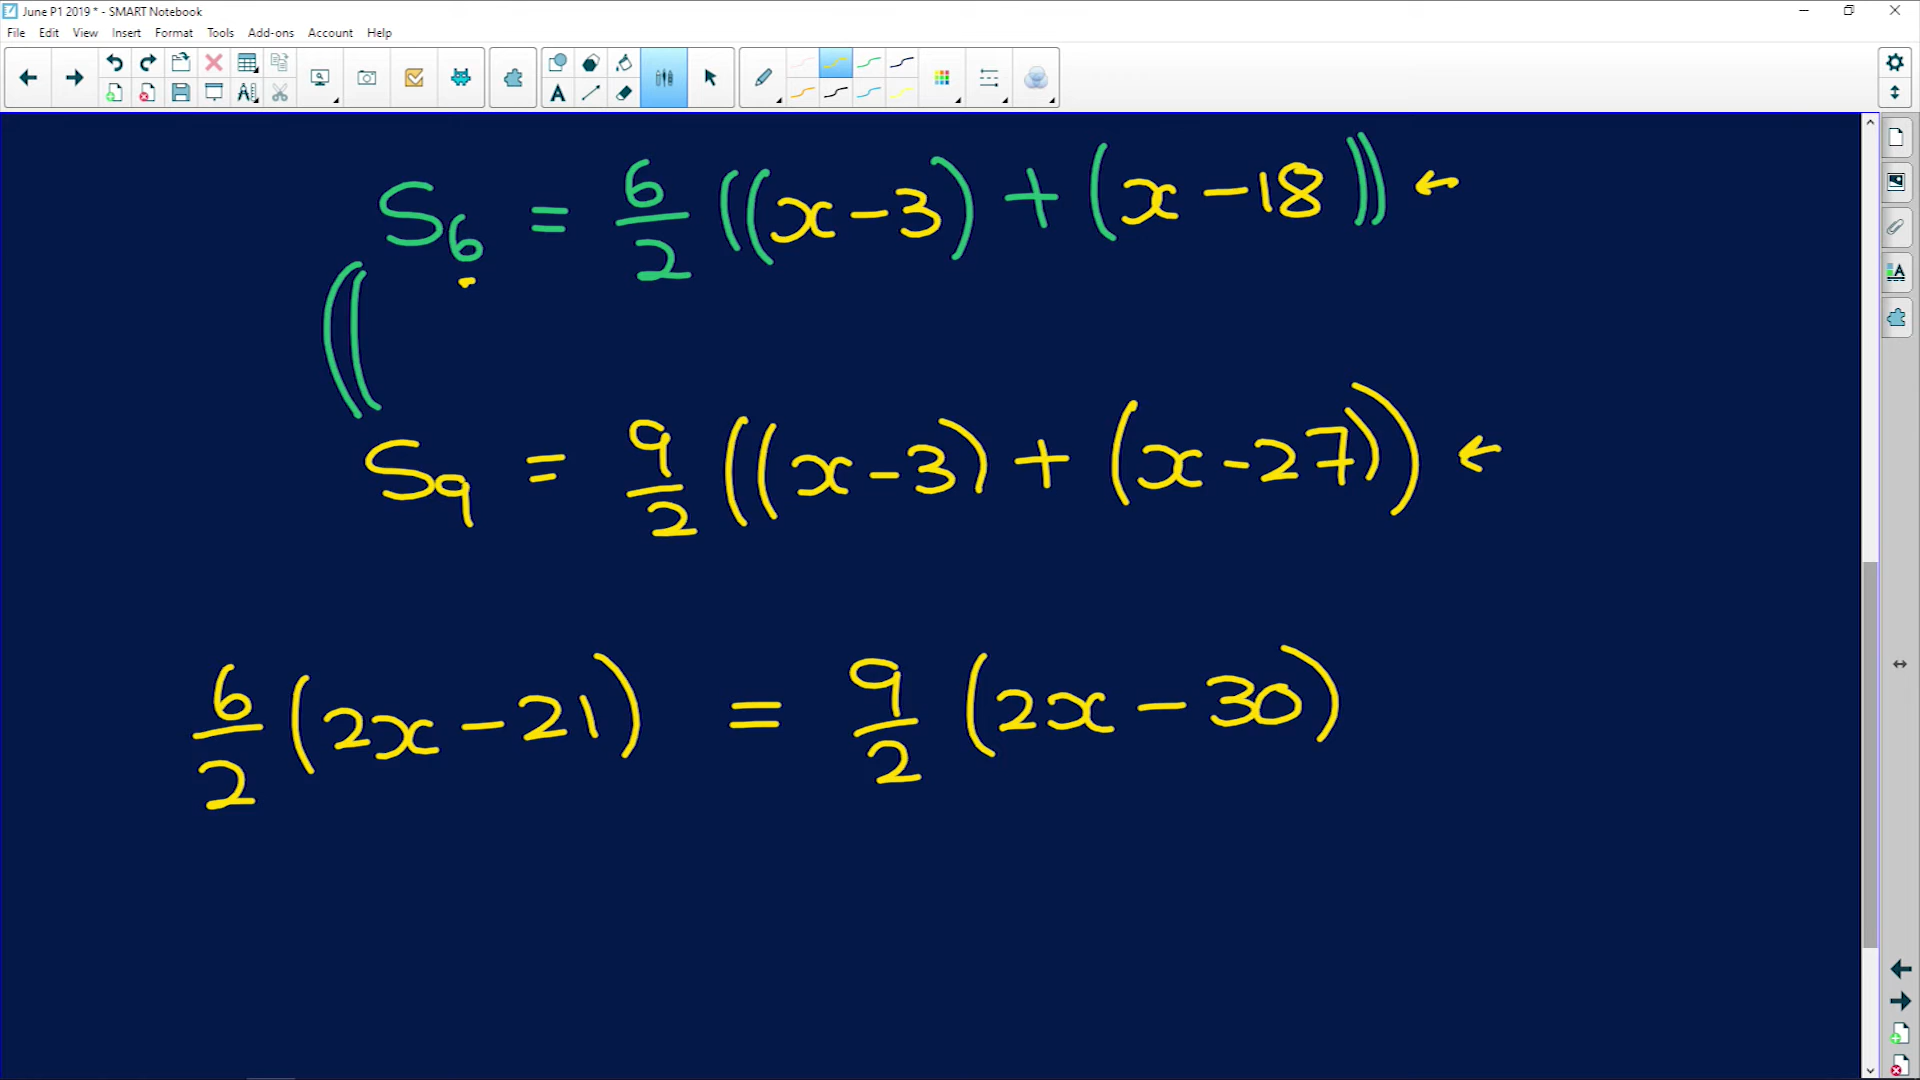 June P1 2019 * - SMART Notebook
File Edit View Insert Format Tools Add-ons Account Help
S₆ = 6/2 ((x-3) + (x-18))←
((
S₉ = 9/2 ((x-3) + (x-27)) ←
6/2 (2x-21) = 9/2 (2x-30)